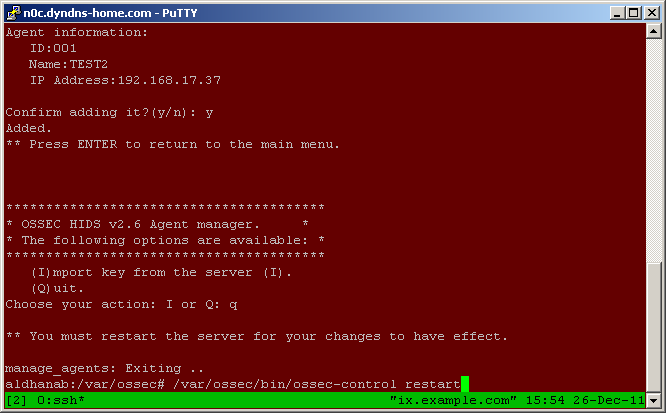 n0c.dyndns-home.com - PuTTY
Agent information:
   ID:001
   Name:TEST2
   IP Address:192.168.17.37
Confirm adding it?(y/n): y
Added.
** Press ENTER to return to the main menu.
****************************************
* OSSEC HIDS v2.6 Agent manager.     *
* The following options are available: *
****************************************
   (I)mport key from the server (I).
   (Q)uit.
Choose your action: I or Q: q
** You must restart the server for your changes to have effect.
manage_agents: Exiting ..
aldhanab:/var/ossec# /var/ossec/bin/ossec-control restart
[2] 0:ssh* "ix.example.com" 15:54 26-Dec-11